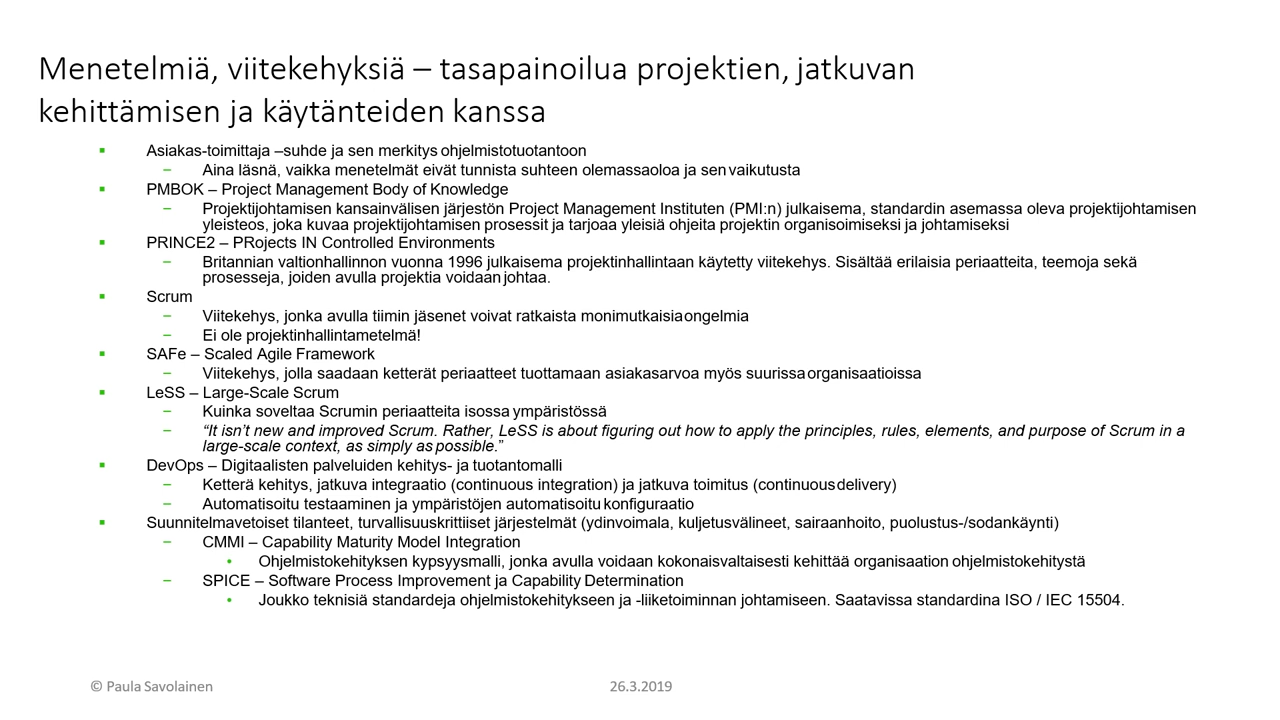 Menetelmiä, viitekehyksiä – tasapainoilua projektien, jatkuvan
kehittämisen ja käytänteiden kanssa
▪ Asiakas-toimittaja –suhde ja sen merkitys ohjelmistotuotantoon
– Aina läsnä, vaikka menetelmät eivät tunnista suhteen olemassaoloa ja sen vaikutusta
▪ PMBOK – Project Management Body of Knowledge
– Projektijohtamisen kansainvälisen järjestön Project Management Instituten (PMI:n) julkaisema, standardin asemassa oleva projektijohtamisen
yleisteos, joka kuvaa projektijohtamisen prosessit ja tarjoaa yleisiä ohjeita projektin organisoimiseksi ja johtamiseksi
▪ PRINCE2 – PRojects IN Controlled Environments
– Britannian valtionhallinnon vuonna 1996 julkaisema projektinhallintaan käytetty viitekehys. Sisältää erilaisia periaatteita, teemoja sekä
prosesseja, joiden avulla projektia voidaan johtaa.
▪ Scrum
– Viitekehys, jonka avulla tiimin jäsenet voivat ratkaista monimutkaisia ongelmia
– Ei ole projektinhallintametelmä!
▪ SAFe – Scaled Agile Framework
– Viitekehys, jolla saadaan ketterät periaatteet tuottamaan asiakasarvoa myös suurissa organisaatioissa
▪ LeSS – Large-Scale Scrum
– Kuinka soveltaa Scrumin periaatteita isossa ympäristössä
– “It isn’t new and improved Scrum. Rather, LeSS is about figuring out how to apply the principles, rules, elements, and purpose of Scrum in a
large-scale context, as simply as possible.”
▪ DevOps – Digitaalisten palveluiden kehitys- ja tuotantomalli
– Ketterä kehitys, jatkuva integraatio (continuous integration) ja jatkuva toimitus (continuous delivery)
– Automatisoitu testaaminen ja ympäristöjen automatisoitu konfiguraatio
▪ Suunnitelmavetoiset tilanteet, turvallisuuskrittiiset järjestelmät (ydinvoimala, kuljetusvälineet, sairaanhoito, puolustus-/sodankäynti)
– CMMI – Capability Maturity Model Integration
• Ohjelmistokehityksen kypsyysmalli, jonka avulla voidaan kokonaisvaltaisesti kehittää organisaation ohjelmistokehitystä
– SPICE – Software Process Improvement ja Capability Determination
• Joukko teknisiä standardeja ohjelmistokehitykseen ja -liiketoiminnan johtamiseen. Saatavissa standardina ISO / IEC 15504.
© Paula Savolainen
26.3.2019